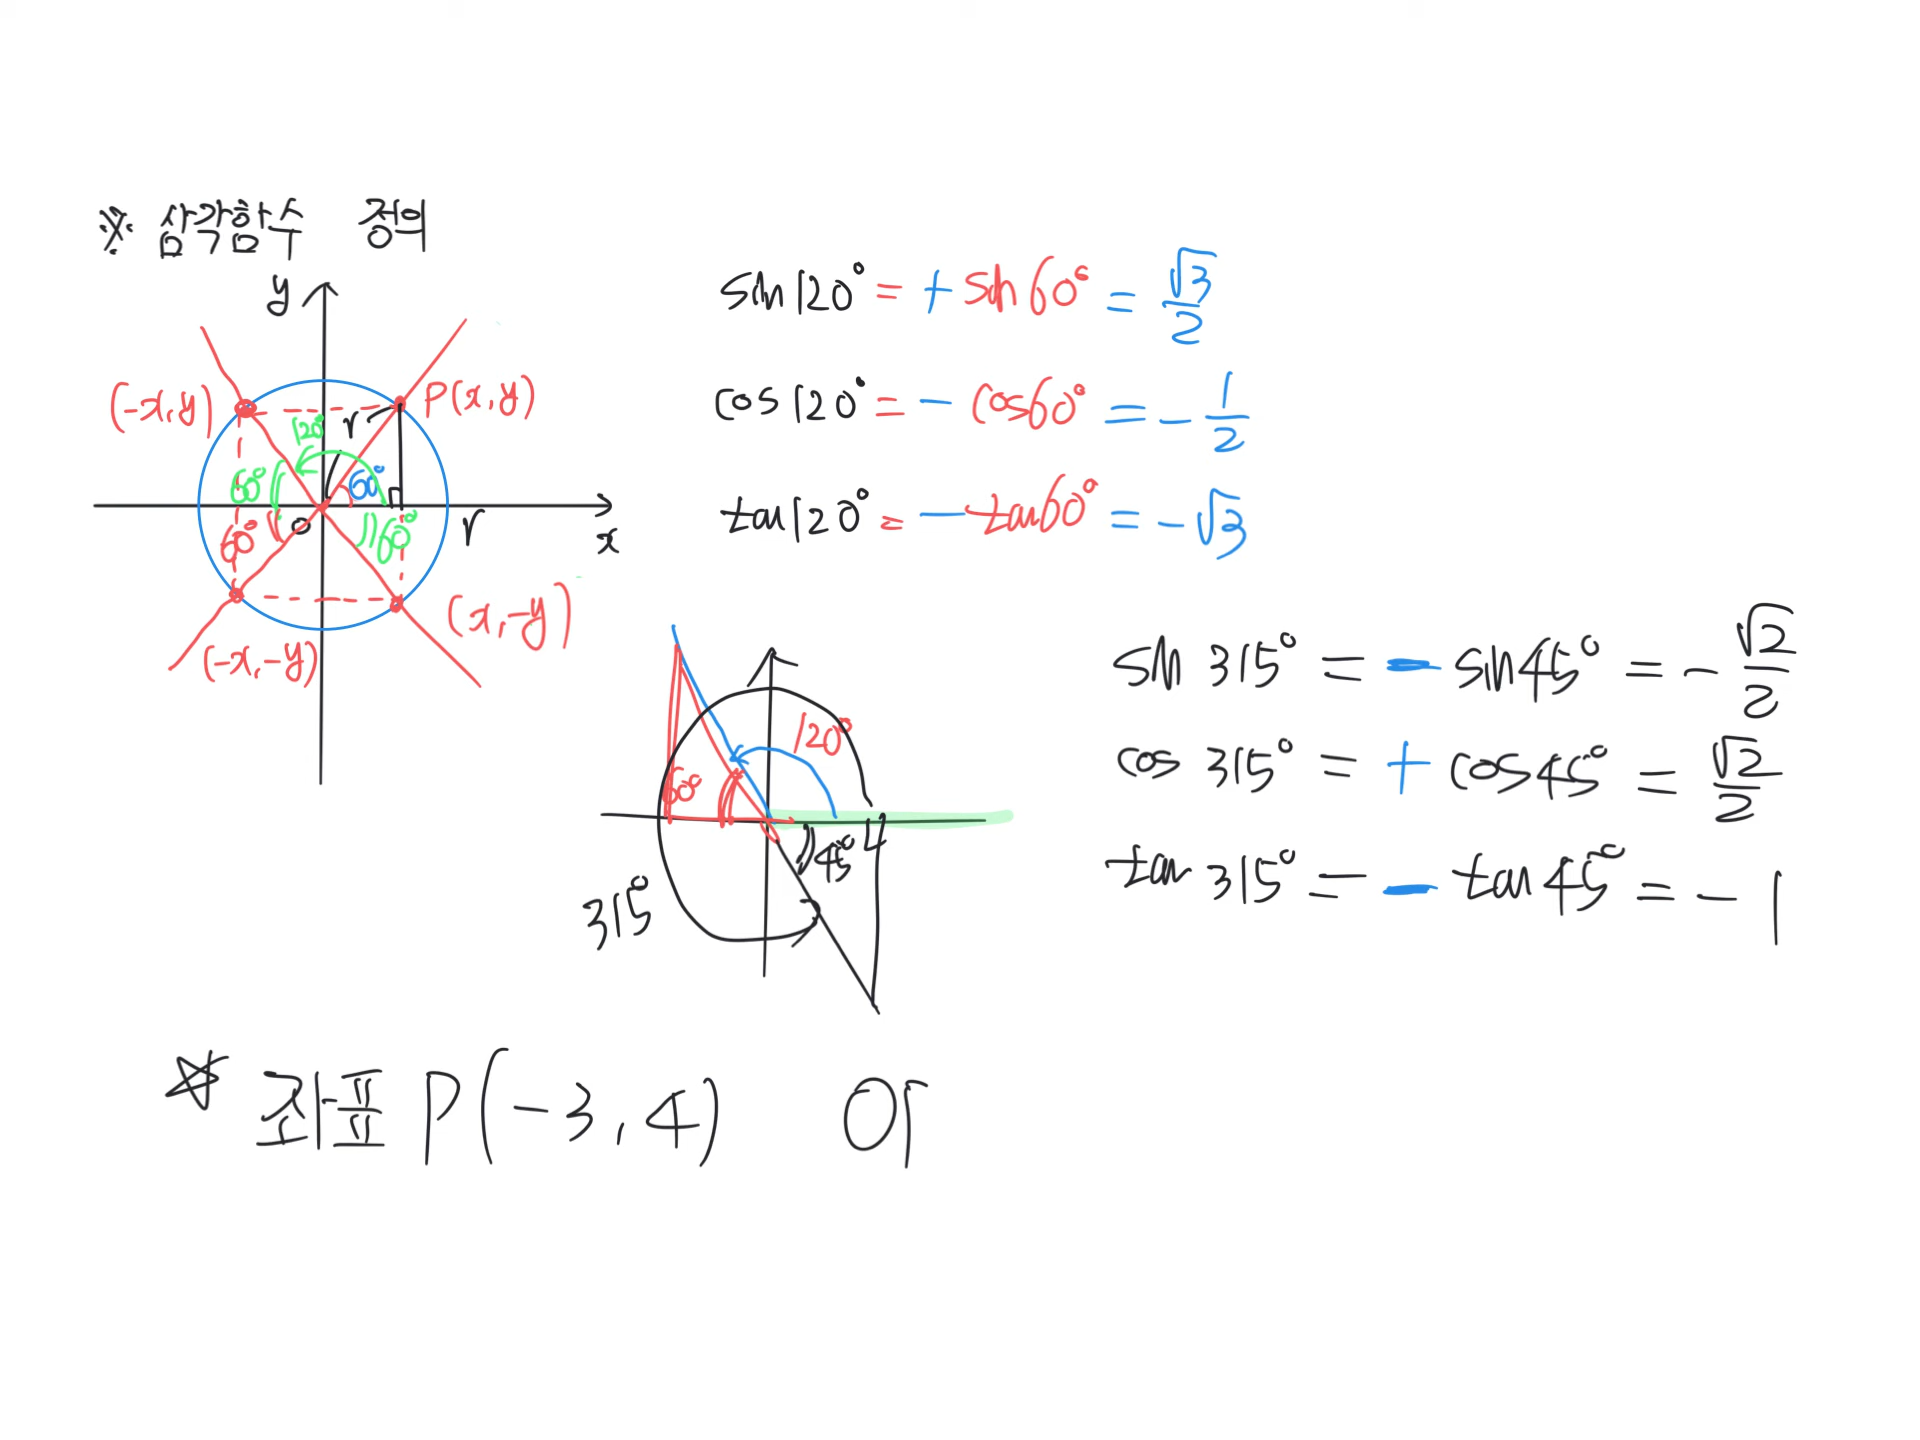 ※ 삼각함수 정의
y
(-x,y)
P(x,y)
r
120°
60°
60°
60°
60°
O
r
x
(-x,-y)
(x,-y)
sin120° = + sin60° = √3/2
cos120° = - cos60° = - 1/2
tan120° = - tan60° = - √3
120°
60°
45°
315°
sin 315° = - sin45° = - √2/2
cos 315° = + cos45° = √2/2
tan 315° = - tan45° = - 1
☆ 좌표 P(-3, 4)